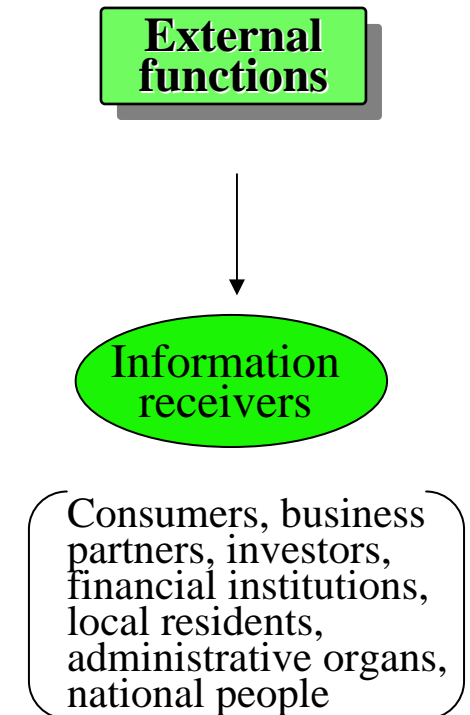 External
functions
Information
receivers
Consumers, business
partners, investors,
financial institutions,
local residents,
administrative organs,
national people